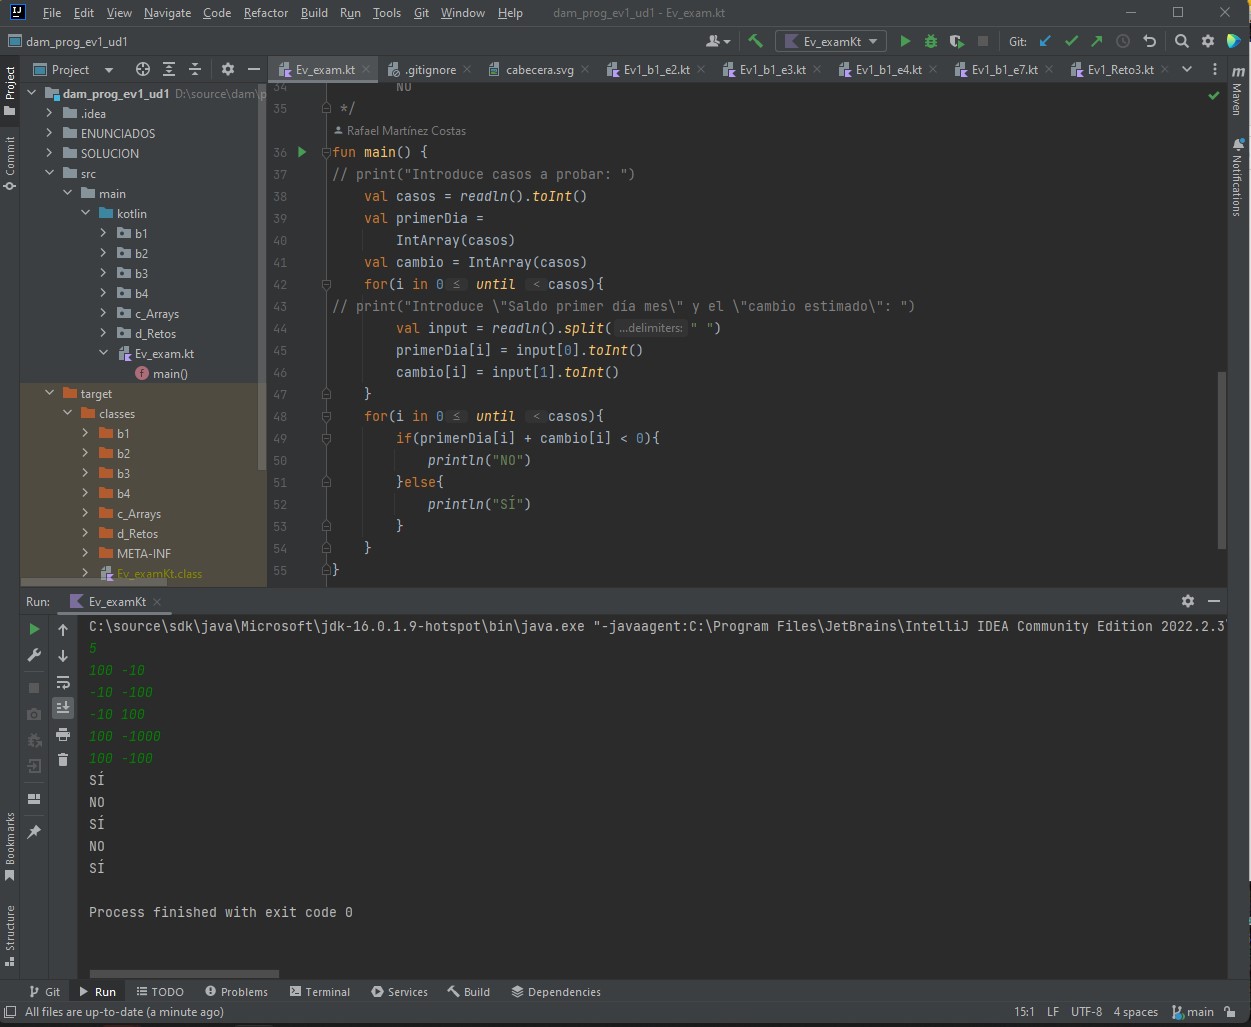 File Edit View Navigate Code Refactor Build Run Tools Git Window Help dam_prog_ev1_ud1 - Ev_exam.kt
dam_prog_ev1_ud1 Ev_examKt Git:
Project Ev_exam.kt .gitignore cabecera.svg Ev1_b1_e2.kt Ev1_b1_e3.kt Ev1_b1_e4.kt Ev1_b1_e7.kt Ev1_Reto3.kt
Project
Commit
Bookmarks
Structure
Maven
Notifications
dam_prog_ev1_ud1 D:\source\dam\p
.idea
ENUNCIADOS
SOLUCION
src
main
kotlin
b1
b2
b3
b4
c_Arrays
d_Retos
Ev_exam.kt
main()
target
classes
b1
b2
b3
b4
c_Arrays
d_Retos
META-INF
Ev_examKt.class
34 NO
35 */
Rafael Martínez Costas
36 fun main() {
37 // print("Introduce casos a probar: ")
38 val casos = readln().toInt()
39 val primerDia =
40 IntArray(casos)
41 val cambio = IntArray(casos)
42 for(i in 0 ≤ until < casos){
43 // print("Introduce \"Saldo primer día mes\" y el \"cambio estimado\": ")
44 val input = readln().split( ...delimiters: " ")
45 primerDia[i] = input[0].toInt()
46 cambio[i] = input[1].toInt()
47 }
48 for(i in 0 ≤ until < casos){
49 if(primerDia[i] + cambio[i] < 0){
50 println("NO")
51 }else{
52 println("SÍ")
53 }
54 }
55 }
Run: Ev_examKt
C:\source\sdk\java\Microsoft\jdk-16.0.1.9-hotspot\bin\java.exe "-javaagent:C:\Program Files\JetBrains\IntelliJ IDEA Community Edition 2022.2.3\
5
100 -10
-10 -100
-10 100
100 -1000
100 -100
SÍ
NO
SÍ
NO
SÍ
Process finished with exit code 0
Git Run TODO Problems Terminal Services Build Dependencies
All files are up-to-date (a minute ago) 15:1 LF UTF-8 4 spaces main